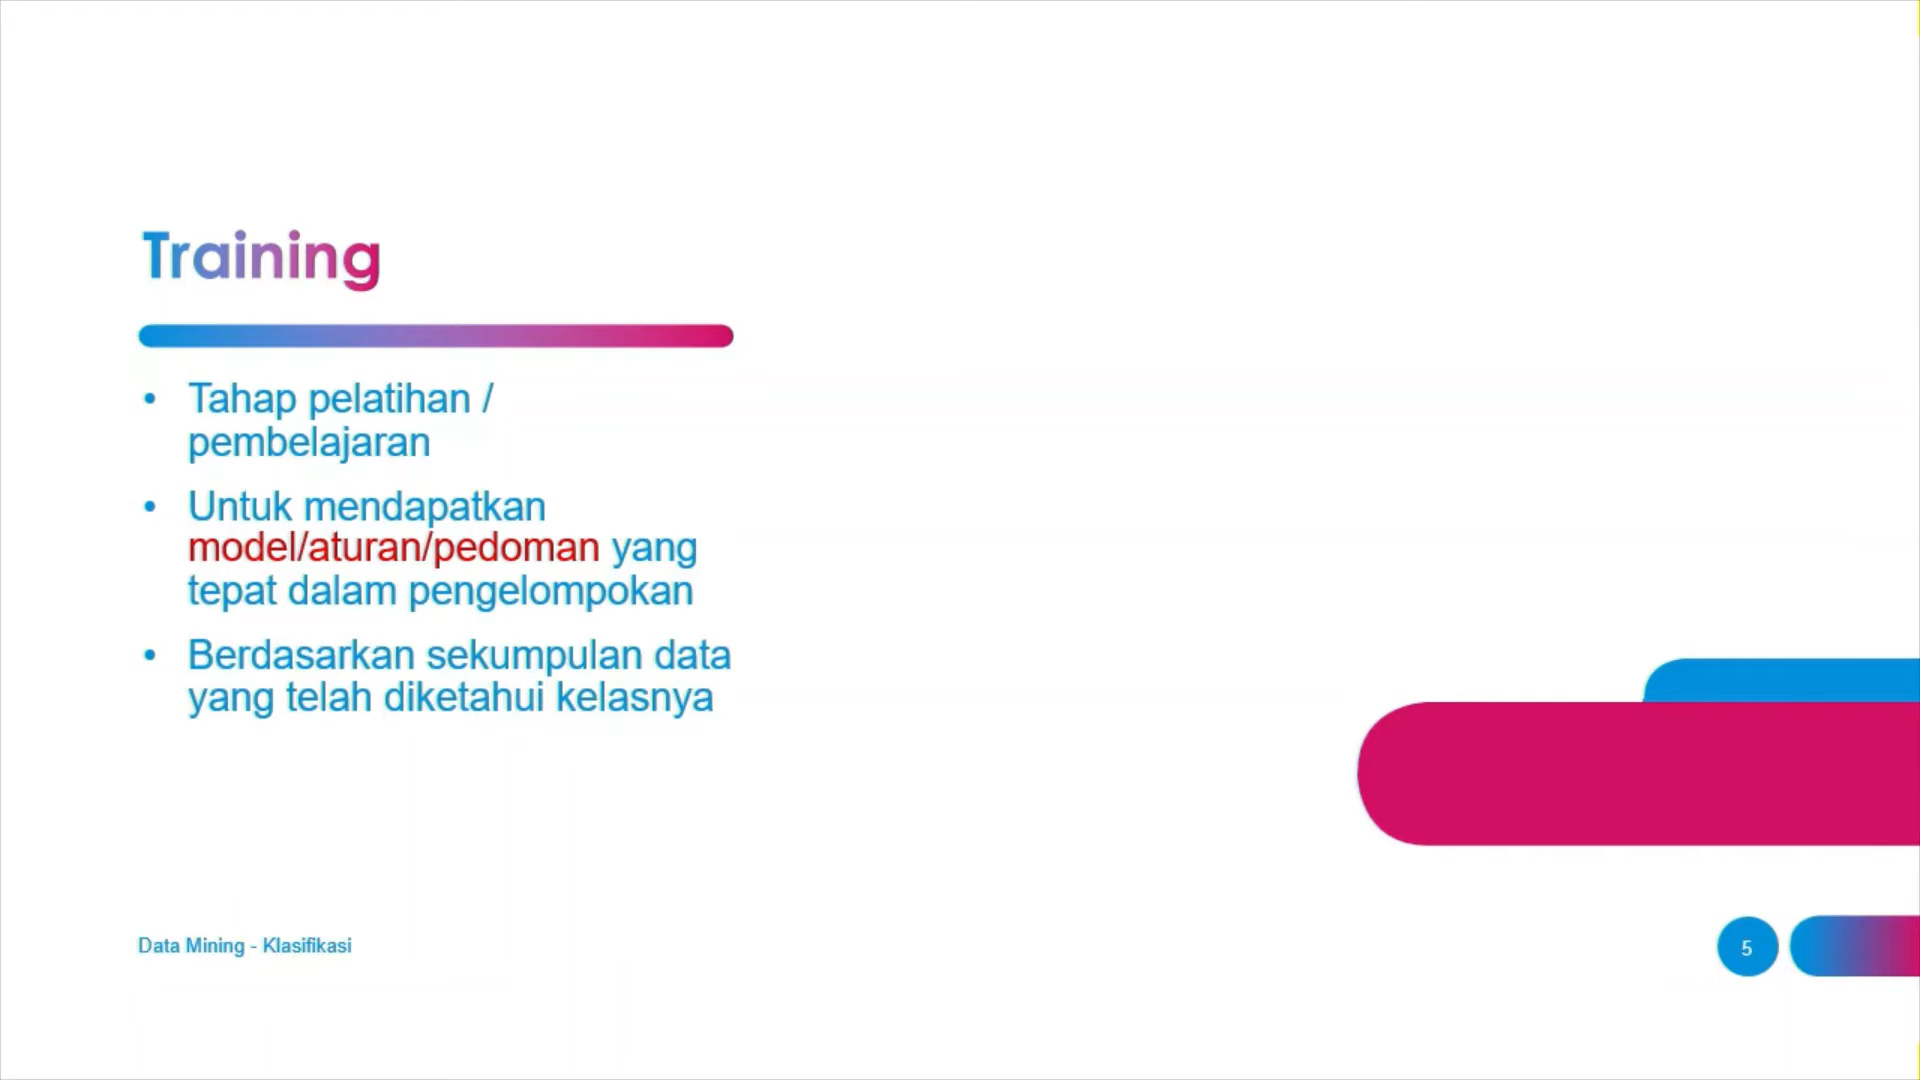 Training
• Tahap pelatihan /
pembelajaran
• Untuk mendapatkan
model/aturan/pedoman yang
tepat dalam pengelompokan
• Berdasarkan sekumpulan data
yang telah diketahui kelasnya
Data Mining - Klasifikasi
5